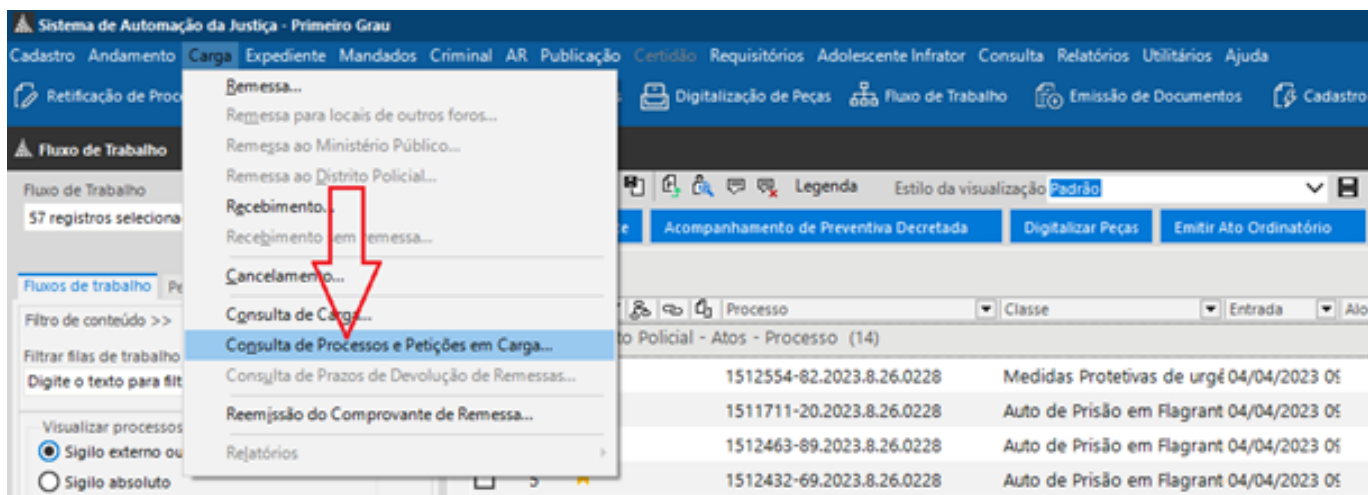 Sistema de Automação da Justiça - Primeiro Grau
Cadastro Andamento Carga Expediente Mandados Criminal AR Publicação Certidão Requisitórios Adolescente Infrator Consulta Relatórios Utilitários Ajuda
Retificação de Proc
Digitalização de Peças Fluxo de Trabalho Emissão de Documentos Cadastro
Fluxo de Trabalho
Remessa...
Remessa para locais de outros foros...
Remessa ao Ministério Público...
Remessa ao Distrito Policial...
Recebimento...
Recebimento sem remessa...
Cancelamento...
Consulta de Carga...
Consulta de Processos e Petições em Carga...
Consulta de Prazos de Devolução de Remessas...
Reemissão do Comprovante de Remessa...
Relatórios
Fluxo de Trabalho
57 registros seleciona
Legenda Estilo da visualização Padrão
Acompanhamento de Preventiva Decretada Digitalizar Peças Emitir Ato Ordinatório
Fluxos de trabalho Pe
Filtro de conteúdo >>
Filtrar filas de trabalho
Digite o texto para filt
Visualizar processos
Sigilo externo ou
Sigilo absoluto
Processo Classe Entrada Alo
to Policial - Atos - Processo (14)
1512554-82.2023.8.26.0228 Medidas Protetivas de urgê 04/04/2023 09
1511711-20.2023.8.26.0228 Auto de Prisão em Flagrant 04/04/2023 09
1512463-89.2023.8.26.0228 Auto de Prisão em Flagrant 04/04/2023 09
5 1512432-69.2023.8.26.0228 Auto de Prisão em Flagrant 04/04/2023 09